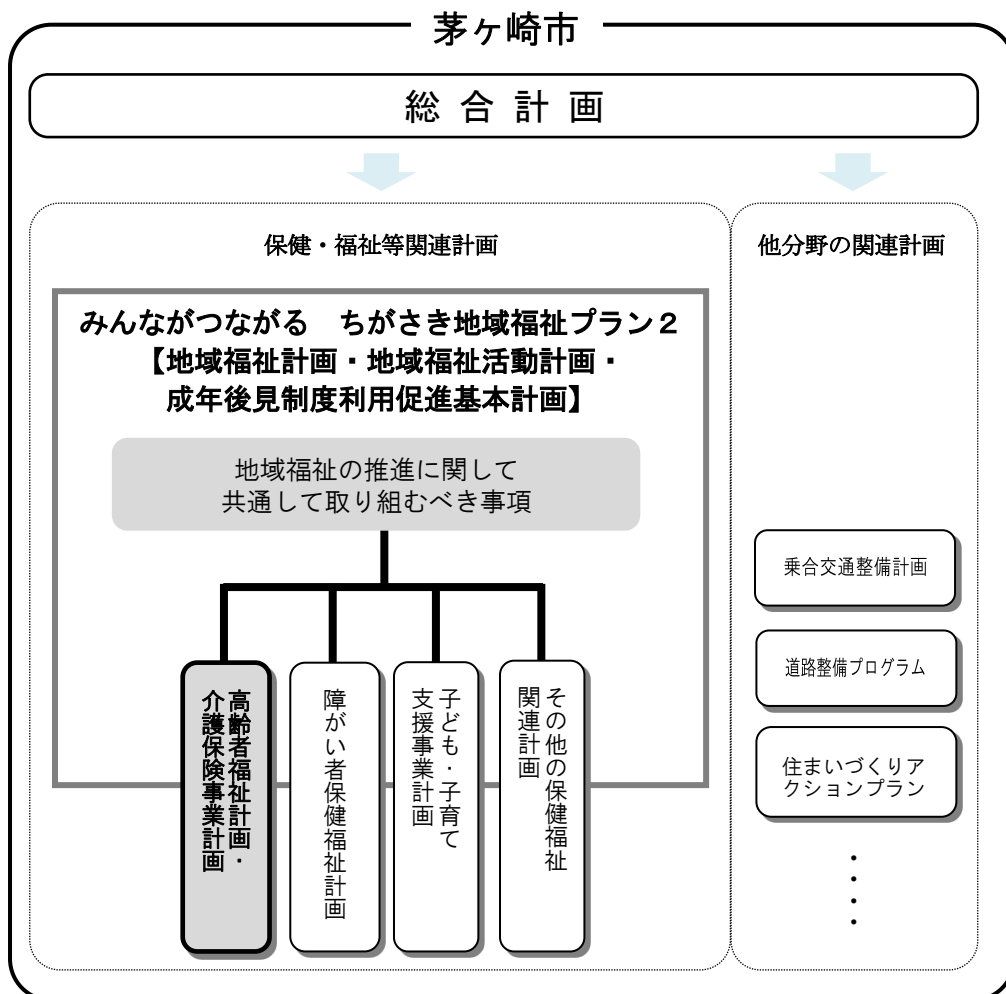 茅ヶ崎市
総合計画
保健・福祉等関連計画
みんながつながる　ちがさき地域福祉プラン２
【地域福祉計画・地域福祉活動計画・
成年後見制度利用促進基本計画】
地域福祉の推進に関して
共通して取り組むべき事項
高齢者福祉計画・
介護保険事業計画
障がい者保健福祉計画
子ども・子育て
支援事業計画
その他の保健福祉
関連計画
他分野の関連計画
乗合交通整備計画
道路整備プログラム
住まいづくりア
クションプラン
・・・・